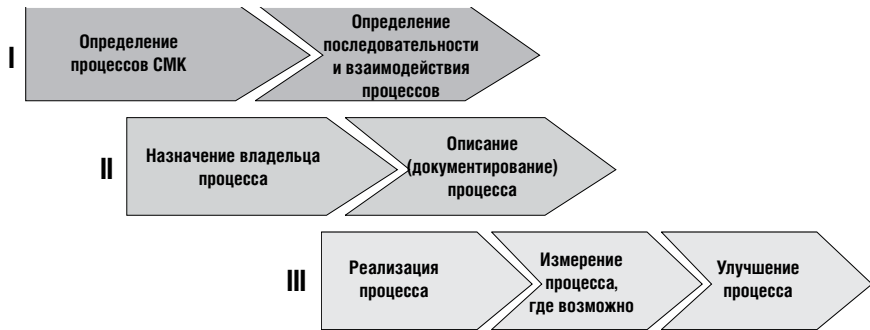 I
Определение
процессов СМК
Определение
последовательности
и взаимодействия
процессов
II
Назначение владельца
процесса
Описание
(документирование)
процесса
III
Реализация
процесса
Измерение
процесса,
где возможно
Улучшение
процесса